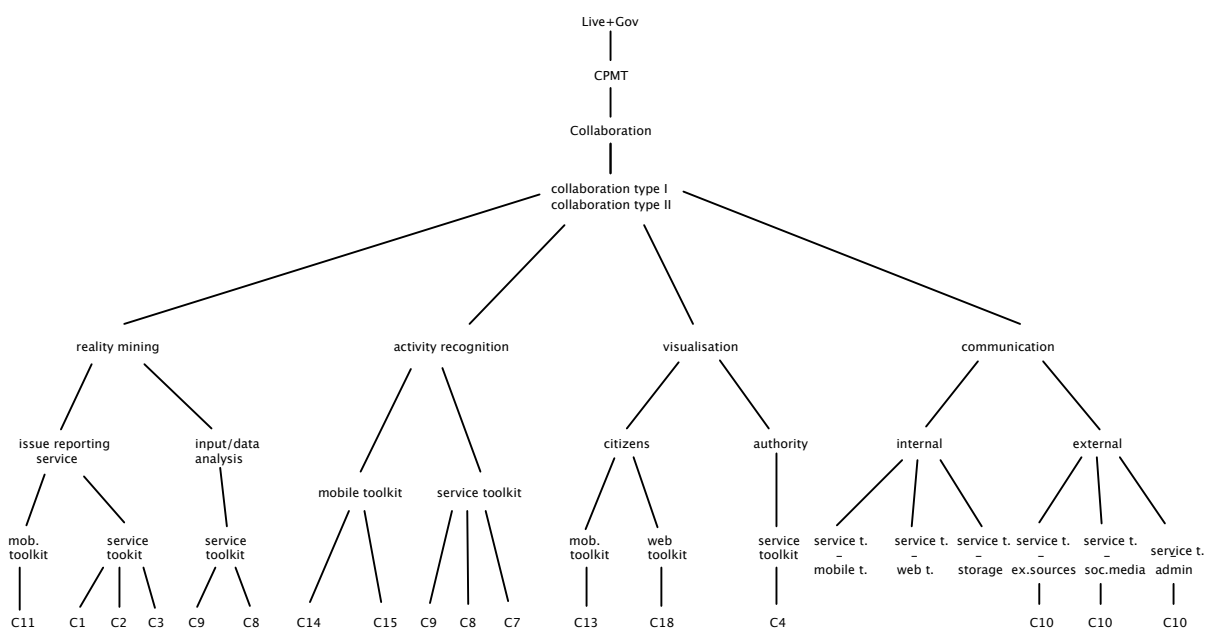 Live+Gov
CPMT
Collaboration
collaboration type I
collaboration type II
reality mining
activity recognition
visualisation
communication
issue reporting
service
input/data
analysis
citizens
authority
internal
external
mobile toolkit
service toolkit
mob.
toolkit
service
tookit
service
toolkit
mob.
toolkit
web
toolkit
service
toolkit
service t.
–
mobile t.
service t.
–
web t.
service t.
–
storage
service t.
–
ex.sources
service t.
–
soc.media
service t.
–
admin
C11
C1
C2
C3
C9
C8
C14
C15
C9
C8
C7
C13
C18
C4
C10
C10
C10